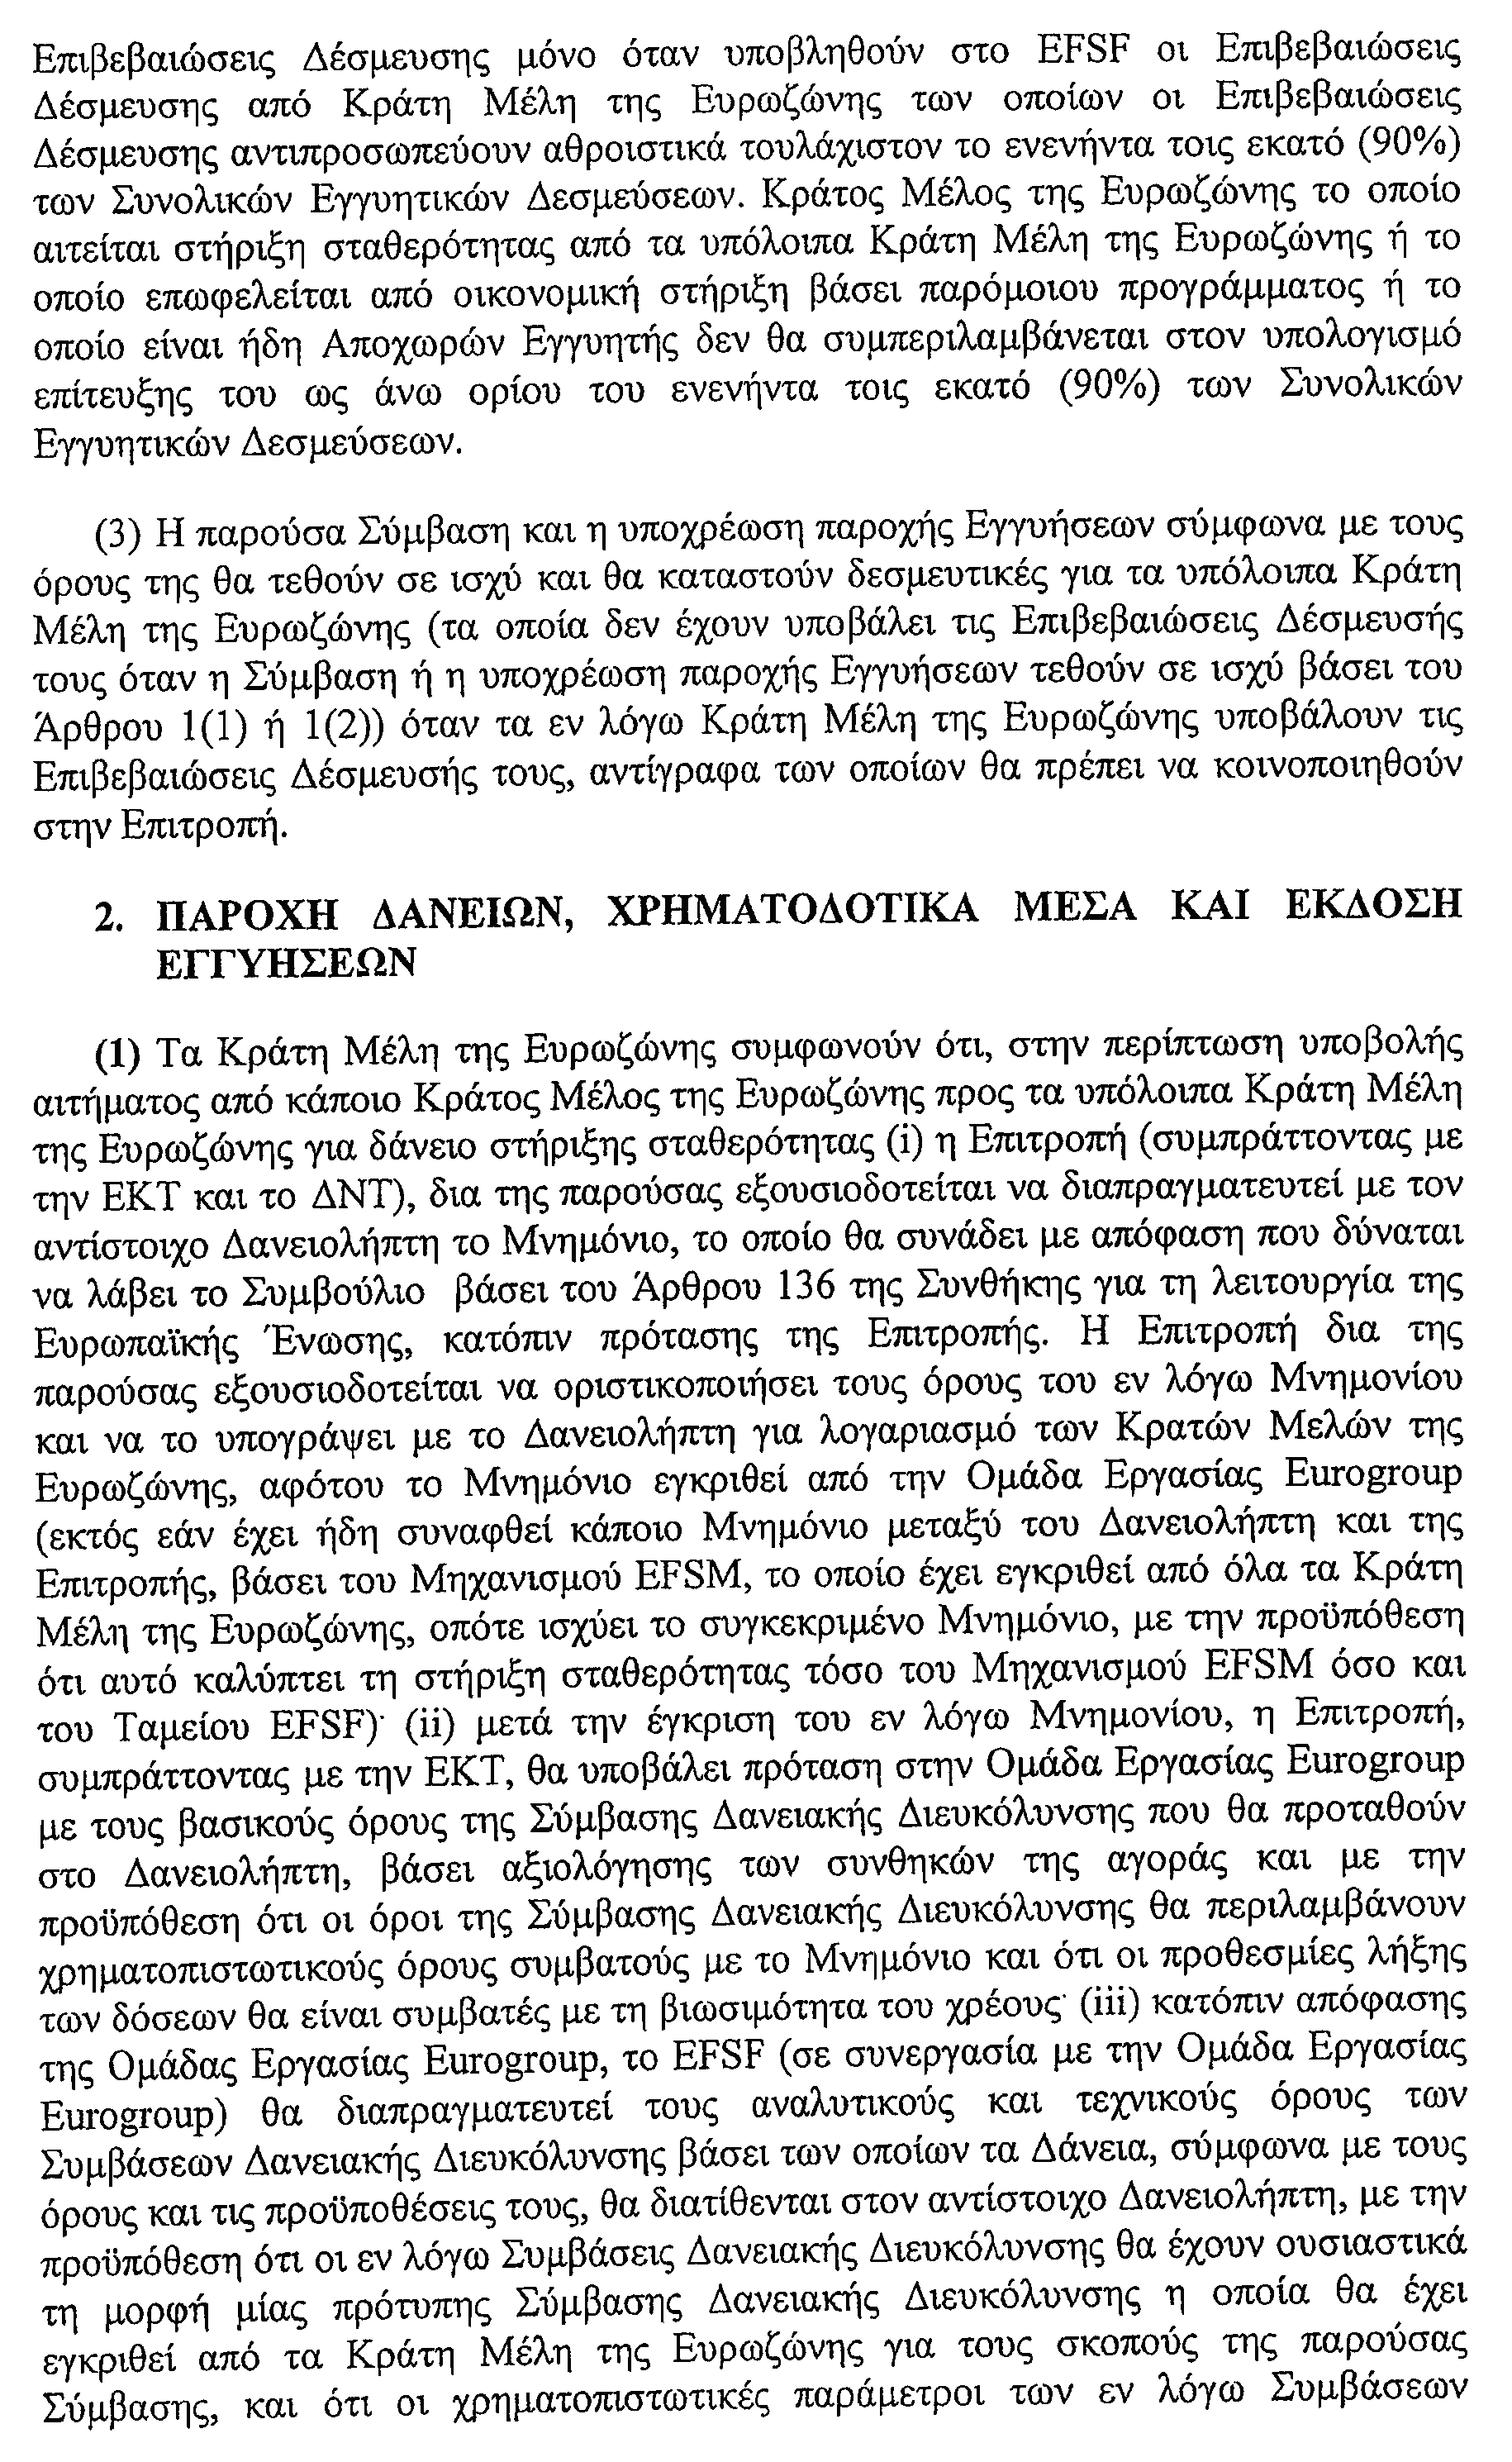 Επιβεβαιώσεις Δέσμευσης μόνο όταν υποβληθούν στο EFSF οι Επιβεβαιώσεις
Δέσμευσης από Κράτη Μέλη της Ευρωζώνης των οποίων οι Επιβεβαιώσεις
Δέσμευσης αντιπροσωπεύουν αθροιστικά τουλάχιστον το ενενήντα τοις εκατό (90%)
των Συνολικών Εγγυητικών Δεσμεύσεων. Κράτος Μέλος της Ευρωζώνης το οποίο
αιτείται στήριξη σταθερότητας από τα υπόλοιπα Κράτη Μέλη της Ευρωζώνης ή το
οποίο επωφελείται από οικονομική στήριξη βάσει παρόμοιου προγράμματος ή το
οποίο είναι ήδη Αποχωρών Εγγυητής δεν θα συμπεριλαμβάνεται στον υπολογισμό
επίτευξης του ως άνω ορίου του ενενήντα τοις εκατό (90%) των Συνολικών
Εγγυητικών Δεσμεύσεων.
(3) Η παρούσα Σύμβαση και η υποχρέωση παροχής Εγγυήσεων σύμφωνα με τους
όρους της θα τεθούν σε ισχύ και θα καταστούν δεσμευτικές για τα υπόλοιπα Κράτη
Μέλη της Ευρωζώνης (τα οποία δεν έχουν υποβάλει τις Επιβεβαιώσεις Δέσμευσής
τους όταν η Σύμβαση ή η υποχρέωση παροχής Εγγυήσεων τεθούν σε ισχύ βάσει του
Άρθρου 1(1) ή 1(2)) όταν τα εν λόγω Κράτη Μέλη της Ευρωζώνης υποβάλουν τις
Επιβεβαιώσεις Δέσμευσής τους, αντίγραφα των οποίων θα πρέπει να κοινοποιηθούν
στην Επιτροπή.
2. ΠΑΡΟΧΗ ΔΑΝΕΙΩΝ, ΧΡΗΜΑΤΟΔΟΤΙΚΑ ΜΕΣΑ ΚΑΙ ΕΚΔΟΣΗ
ΕΓΓΥΗΣΕΩΝ
(1) Τα Κράτη Μέλη της Ευρωζώνης συμφωνούν ότι, στην περίπτωση υποβολής
αιτήματος από κάποιο Κράτος Μέλος της Ευρωζώνης προς τα υπόλοιπα Κράτη Μέλη
της Ευρωζώνης για δάνειο στήριξης σταθερότητας (i) η Επιτροπή (συμπράττοντας με
την ΕΚΤ και το ΔΝΤ), δια της παρούσας εξουσιοδοτείται να διαπραγματευτεί με τον
αντίστοιχο Δανειολήπτη το Μνημόνιο, το οποίο θα συνάδει με απόφαση που δύναται
να λάβει το Συμβούλιο βάσει του Άρθρου 136 της Συνθήκης για τη λειτουργία της
Ευρωπαϊκής Ένωσης, κατόπιν πρότασης της Επιτροπής. Η Επιτροπή δια της
παρούσας εξουσιοδοτείται να οριστικοποιήσει τους όρους του εν λόγω Μνημονίου
και να το υπογράψει με το Δανειολήπτη για λογαριασμό των Κρατών Μελών της
Ευρωζώνης, αφότου το Μνημόνιο εγκριθεί από την Ομάδα Εργασίας Eurogroup
(εκτός εάν έχει ήδη συναφθεί κάποιο Μνημόνιο μεταξύ του Δανειολήπτη και της
Επιτροπής, βάσει του Μηχανισμού EFSM, το οποίο έχει εγκριθεί από όλα τα Κράτη
Μέλη της Ευρωζώνης, οπότε ισχύει το συγκεκριμένο Μνημόνιο, με την προϋπόθεση
ότι αυτό καλύπτει τη στήριξη σταθερότητας τόσο του Μηχανισμού EFSM όσο και
του Ταμείου EFSF)· (ii) μετά την έγκριση του εν λόγω Μνημονίου, η Επιτροπή,
συμπράττοντας με την ΕΚΤ, θα υποβάλει πρόταση στην Ομάδα Εργασίας Eurogroup
με τους βασικούς όρους της Σύμβασης Δανειακής Διευκόλυνσης που θα προταθούν
στο Δανειολήπτη, βάσει αξιολόγησης των συνθηκών της αγοράς και με την
προϋπόθεση ότι οι όροι της Σύμβασης Δανειακής Διευκόλυνσης θα περιλαμβάνουν
χρηματοπιστωτικούς όρους συμβατούς με το Μνημόνιο και ότι οι προθεσμίες λήξης
των δόσεων θα είναι συμβατές με τη βιωσιμότητα του χρέους· (iii) κατόπιν απόφασης
της Ομάδας Εργασίας Eurogroup, το EFSF (σε συνεργασία με την Ομάδα Εργασίας
Eurogroup) θα διαπραγματευτεί τους αναλυτικούς και τεχνικούς όρους των
Συμβάσεων Δανειακής Διευκόλυνσης βάσει των οποίων τα Δάνεια, σύμφωνα με τους
όρους και τις προϋποθέσεις τους, θα διατίθενται στον αντίστοιχο Δανειολήπτη, με την
προϋπόθεση ότι οι εν λόγω Συμβάσεις Δανειακής Διευκόλυνσης θα έχουν ουσιαστικά
τη μορφή μίας πρότυπης Σύμβασης Δανειακής Διευκόλυνσης η οποία θα έχει
εγκριθεί από τα Κράτη Μέλη της Ευρωζώνης για τους σκοπούς της παρούσας
Σύμβασης, και ότι οι χρηματοπιστωτικές παράμετροι των εν λόγω Συμβάσεων